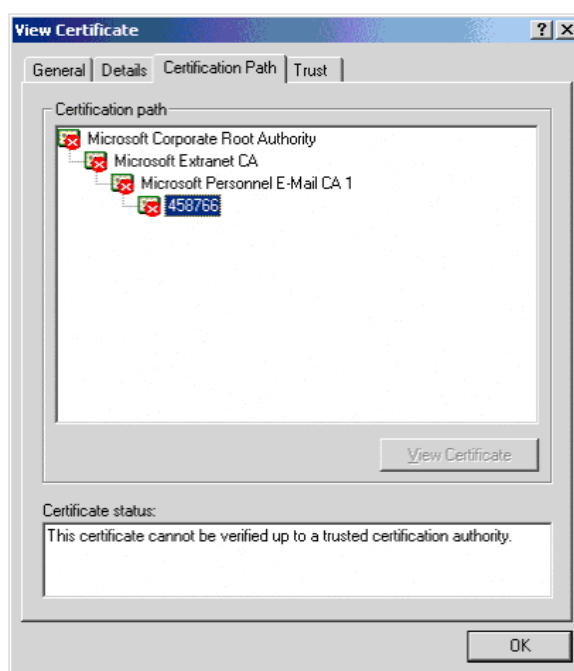 View Certificate
General Details Certification Path Trust
Certification path
Microsoft Corporate Root Authority
Microsoft Extranet CA
Microsoft Personnel E-Mail CA 1
458766
View Certificate
Certificate status:
This certificate cannot be verified up to a trusted certification authority.
OK